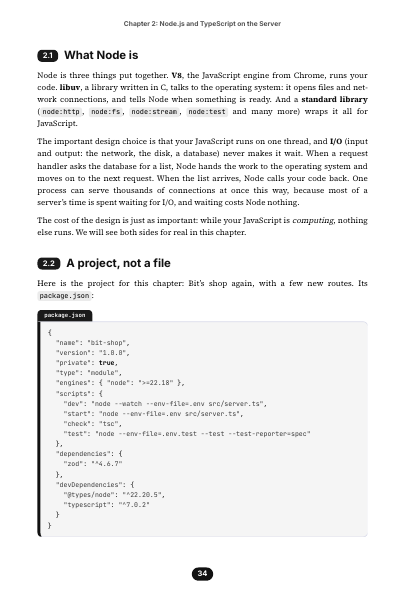 Chapter 2: Node.js and TypeScript on the Server
2.1 What Node is
Node is three things put together. V8, the JavaScript engine from Chrome, runs your
code. libuv, a library written in C, talks to the operating system: it opens files and net-
work connections, and tells Node when something is ready. And a standard library
(node:http, node:fs, node:stream, node:test and many more) wraps it all for
JavaScript.
The important design choice is that your JavaScript runs on one thread, and I/O (input
and output: the network, the disk, a database) never makes it wait. When a request
handler asks the database for a list, Node hands the work to the operating system and
moves on to the next request. When the list arrives, Node calls your code back. One
process can serve thousands of connections at once this way, because most of a
server's time is spent waiting for I/O, and waiting costs Node nothing.
The cost of the design is just as important: while your JavaScript is computing, nothing
else runs. We will see both sides for real in this chapter.
2.2 A project, not a file
Here is the project for this chapter: Bit's shop again, with a few new routes. Its
package.json:
package.json
{
  "name": "bit-shop",
  "version": "1.0.0",
  "private": true,
  "type": "module",
  "engines": { "node": ">=22.18" },
  "scripts": {
    "dev": "node --watch --env-file=.env src/server.ts",
    "start": "node --env-file=.env src/server.ts",
    "check": "tsc",
    "test": "node --env-file=.env.test --test --test-reporter=spec"
  },
  "dependencies": {
    "zod": "^4.6.7"
  },
  "devDependencies": {
    "@types/node": "^22.20.5",
    "typescript": "^7.0.2"
  }
}
34